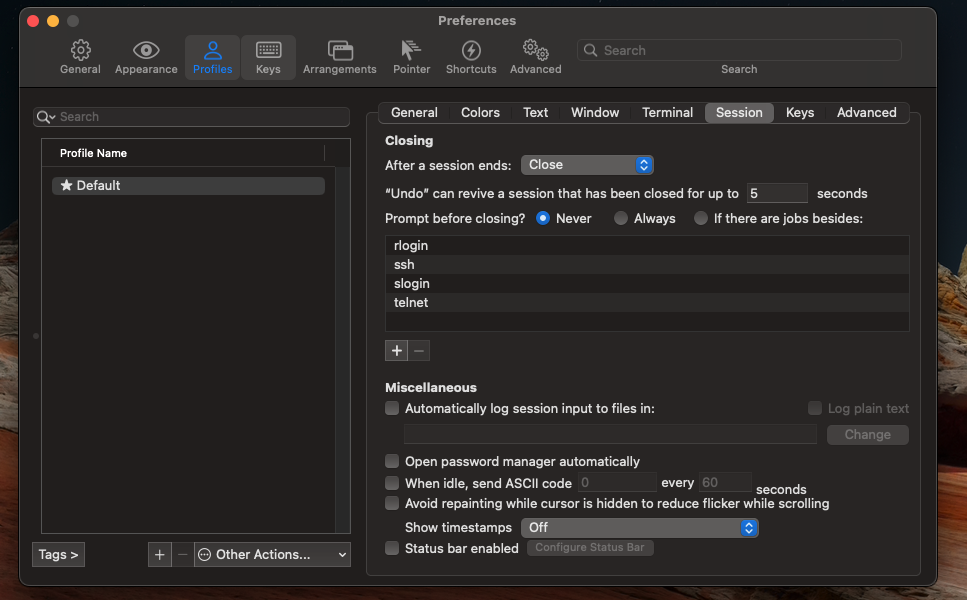 Preferences
General Appearance Profiles Keys Arrangements Pointer Shortcuts Advanced Search
Search
Search
Profile Name
Default
Tags >
+ − Other Actions...
General Colors Text Window Terminal Session Keys Advanced
Closing
After a session ends: Close
“Undo” can revive a session that has been closed for up to 5 seconds
Prompt before closing? Never Always If there are jobs besides:
rlogin
ssh
slogin
telnet
+ −
Miscellaneous
Automatically log session input to files in: Log plain text
Change
Open password manager automatically
When idle, send ASCII code 0 every 60 seconds
Avoid repainting while cursor is hidden to reduce flicker while scrolling
Show timestamps Off
Status bar enabled Configure Status Bar